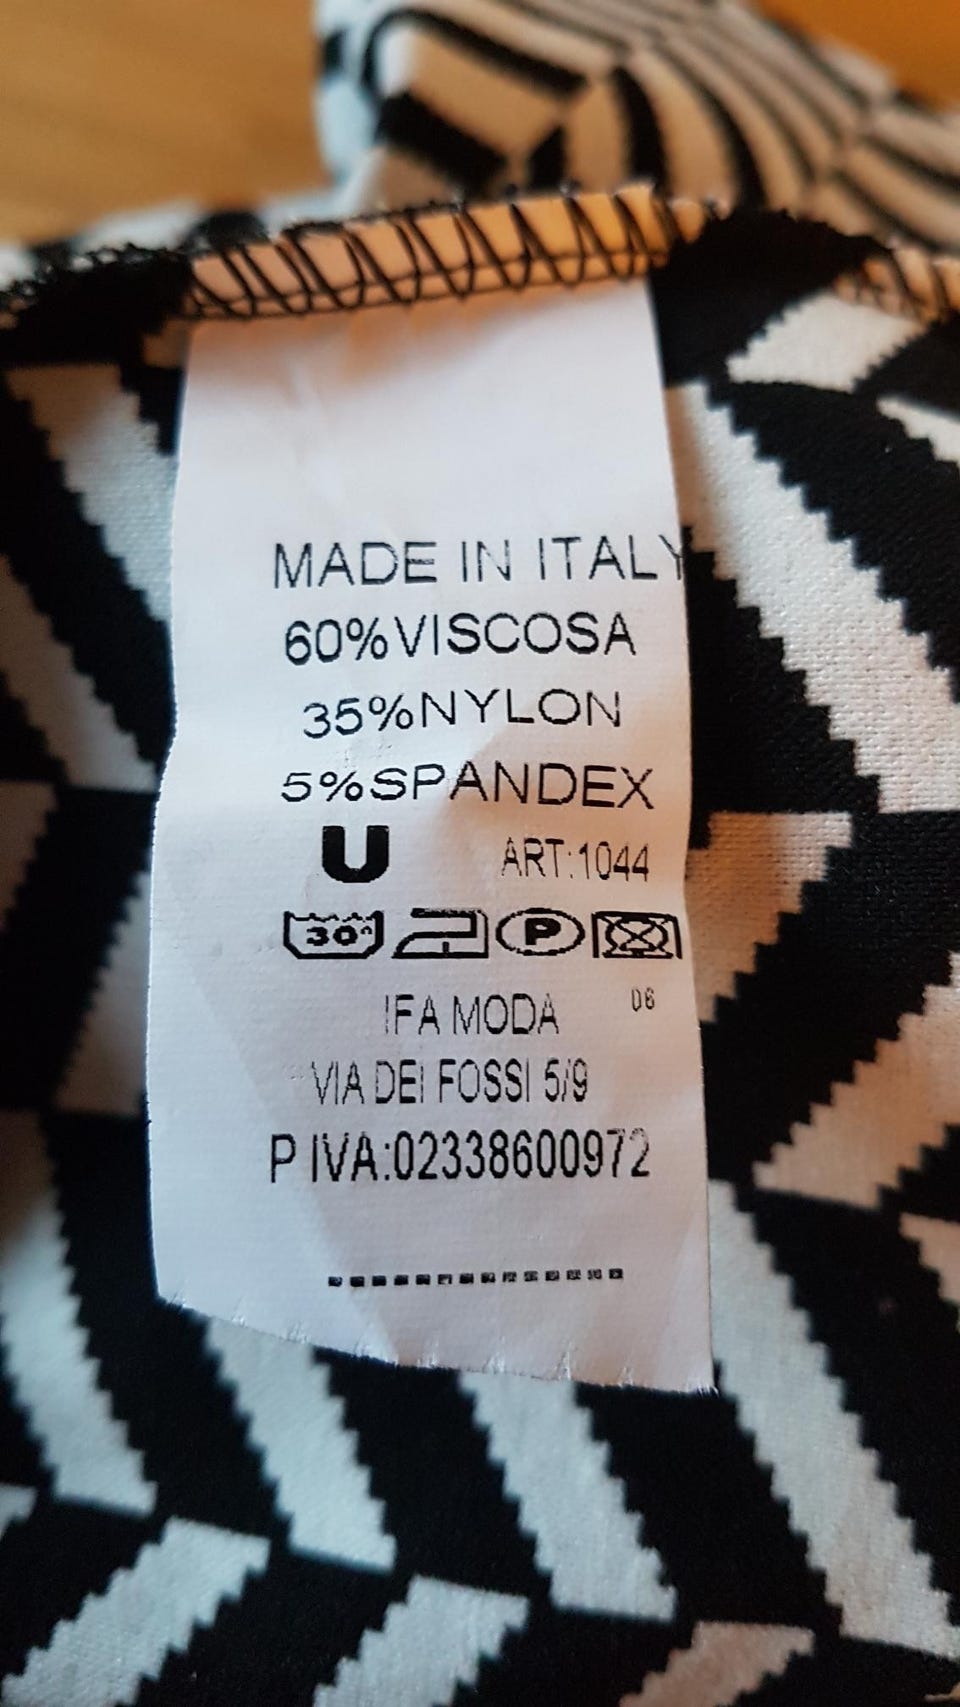 MADE IN ITALY
60%VISCOSA
35%NYLON
5%SPANDEX
U ART:1044
30° P
06
IFA MODA
VIA DEI FOSSI 5/9
P IVA:02338600972